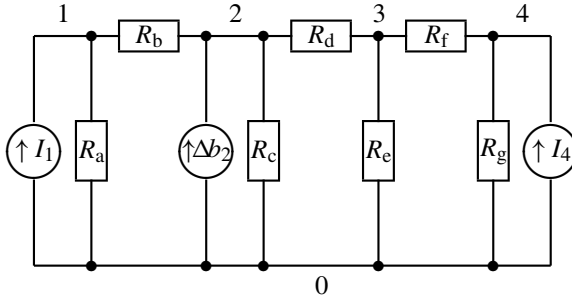 1 2 3 4
R_b R_d R_f
↑ I_1 R_a ↑Δb_2 R_c R_e R_g ↑ I_4
0